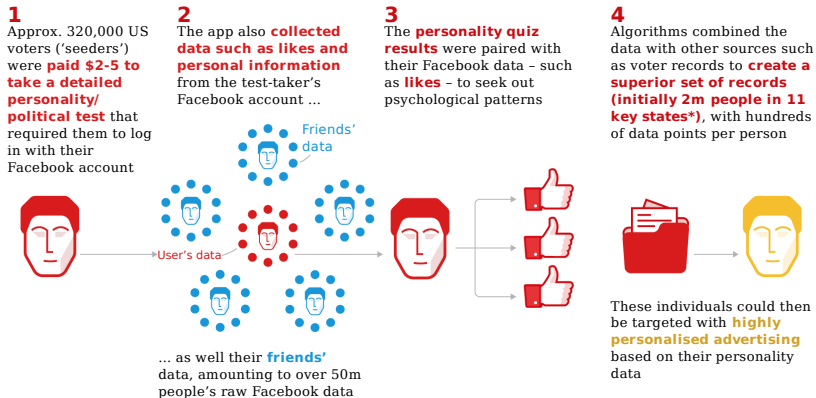 1
Approx. 320,000 US
voters (‘seeders’)
were paid $2-5 to
take a detailed
personality/
political test that
required them to log
in with their
Facebook account
2
The app also collected
data such as likes and
personal information
from the test-taker’s
Facebook account ...
Friends’
data
User’s data
... as well their friends’
data, amounting to over 50m
people’s raw Facebook data
3
The personality quiz
results were paired with
their Facebook data – such
as likes – to seek out
psychological patterns
4
Algorithms combined the
data with other sources such
as voter records to create a
superior set of records
(initially 2m people in 11
key states*), with hundreds
of data points per person
These individuals could then
be targeted with highly
personalised advertising
based on their personality
data